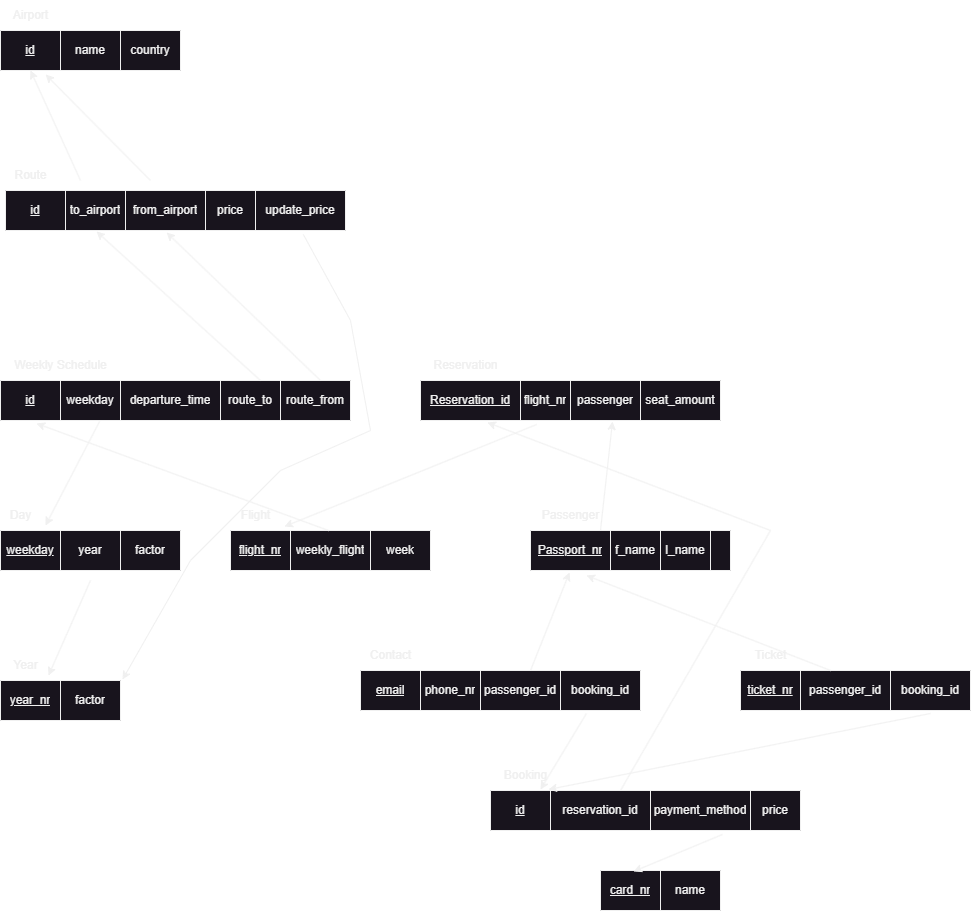 Airport
id name country
Route
id to_airport from_airport price update_price
Weekly Schedule
id weekday departure_time route_to route_from
Reservation
Reservation_id flight_nr passenger seat_amount
Day
weekday year factor
Flight
flight_nr weekly_flight week
Passenger
Passport_nr f_name l_name
Year
year_nr factor
Contact
email phone_nr passenger_id booking_id
Ticket
ticket_nr passenger_id booking_id
Booking
id reservation_id payment_method price
card_nr name